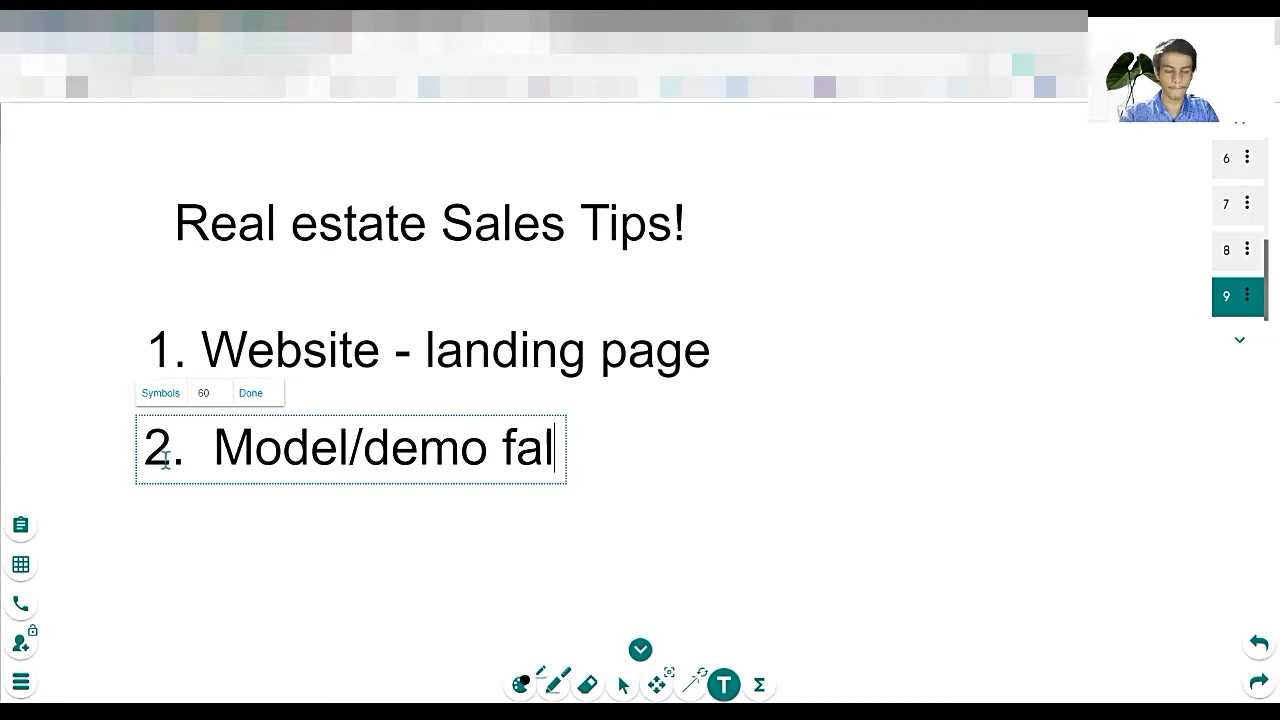 6
7
8
9
Real estate Sales Tips!
1. Website - landing page
Symbols 60 Done
2. Model/demo fal
T
Σ